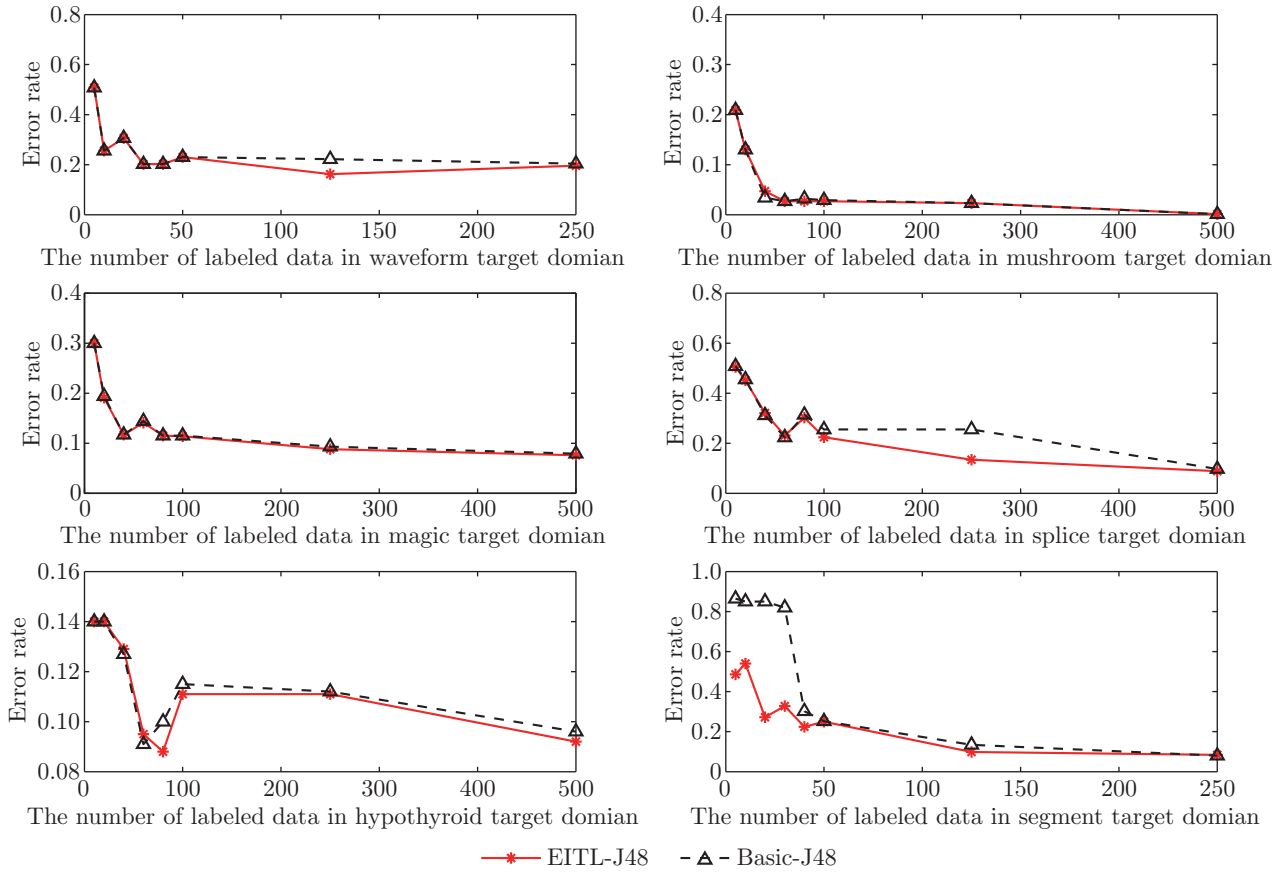 0.8
0.6
0.4
0.2
0
Error rate
0 50 100 150 200 250
The number of labeled data in waveform target domian
0.4
0.3
0.2
0.1
0
Error rate
0 100 200 300 400 500
The number of labeled data in mushroom target domian
0.4
0.3
0.2
0.1
0
Error rate
0 100 200 300 400 500
The number of labeled data in magic target domian
0.8
0.6
0.4
0.2
0
Error rate
0 100 200 300 400 500
The number of labeled data in splice target domian
0.16
0.14
0.12
0.10
0.08
Error rate
0 100 200 300 400 500
The number of labeled data in hypothyroid target domian
1.0
0.8
0.6
0.4
0.2
0
Error rate
0 50 100 150 200 250
The number of labeled data in segment target domian
EITL-J48 Basic-J48